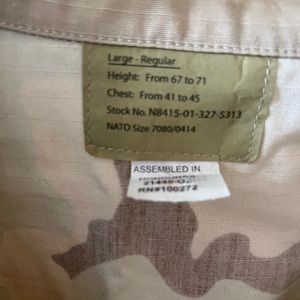 Large - Regular
Height: From 67 to 71
Chest: From 41 to 45
Stock No. N8415-01-327-5313
NATO Size 7080/0414
ASSEMBLED IN
RN#100272